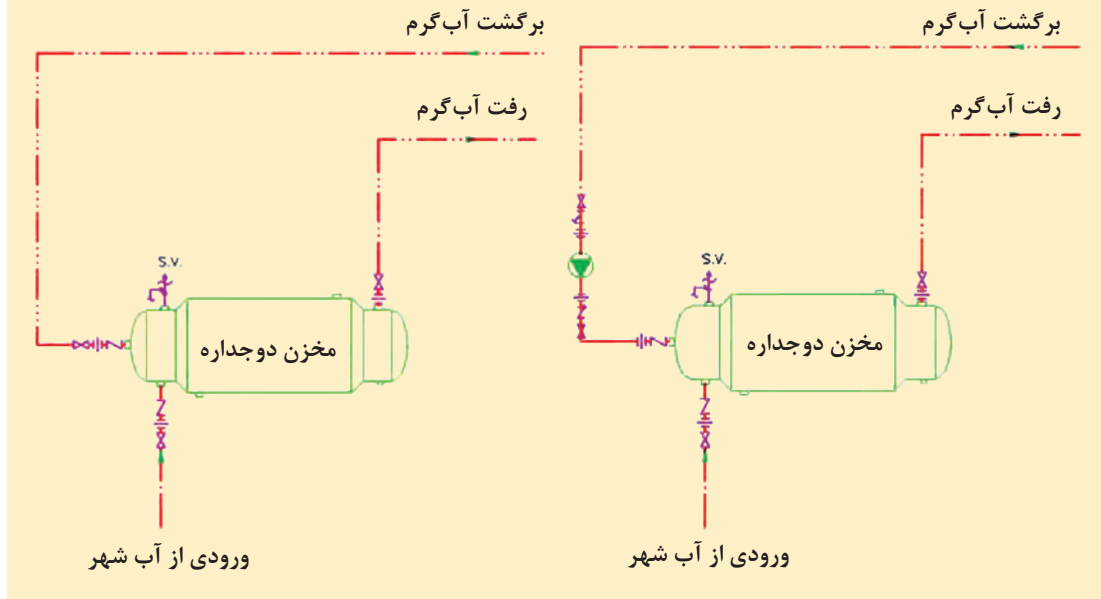 برگشت آب‌گرم
رفت آب‌گرم
S.V.
مخزن دوجداره
ورودی از آب شهر
برگشت آب‌گرم
رفت آب‌گرم
S.V.
مخزن دوجداره
ورودی از آب شهر